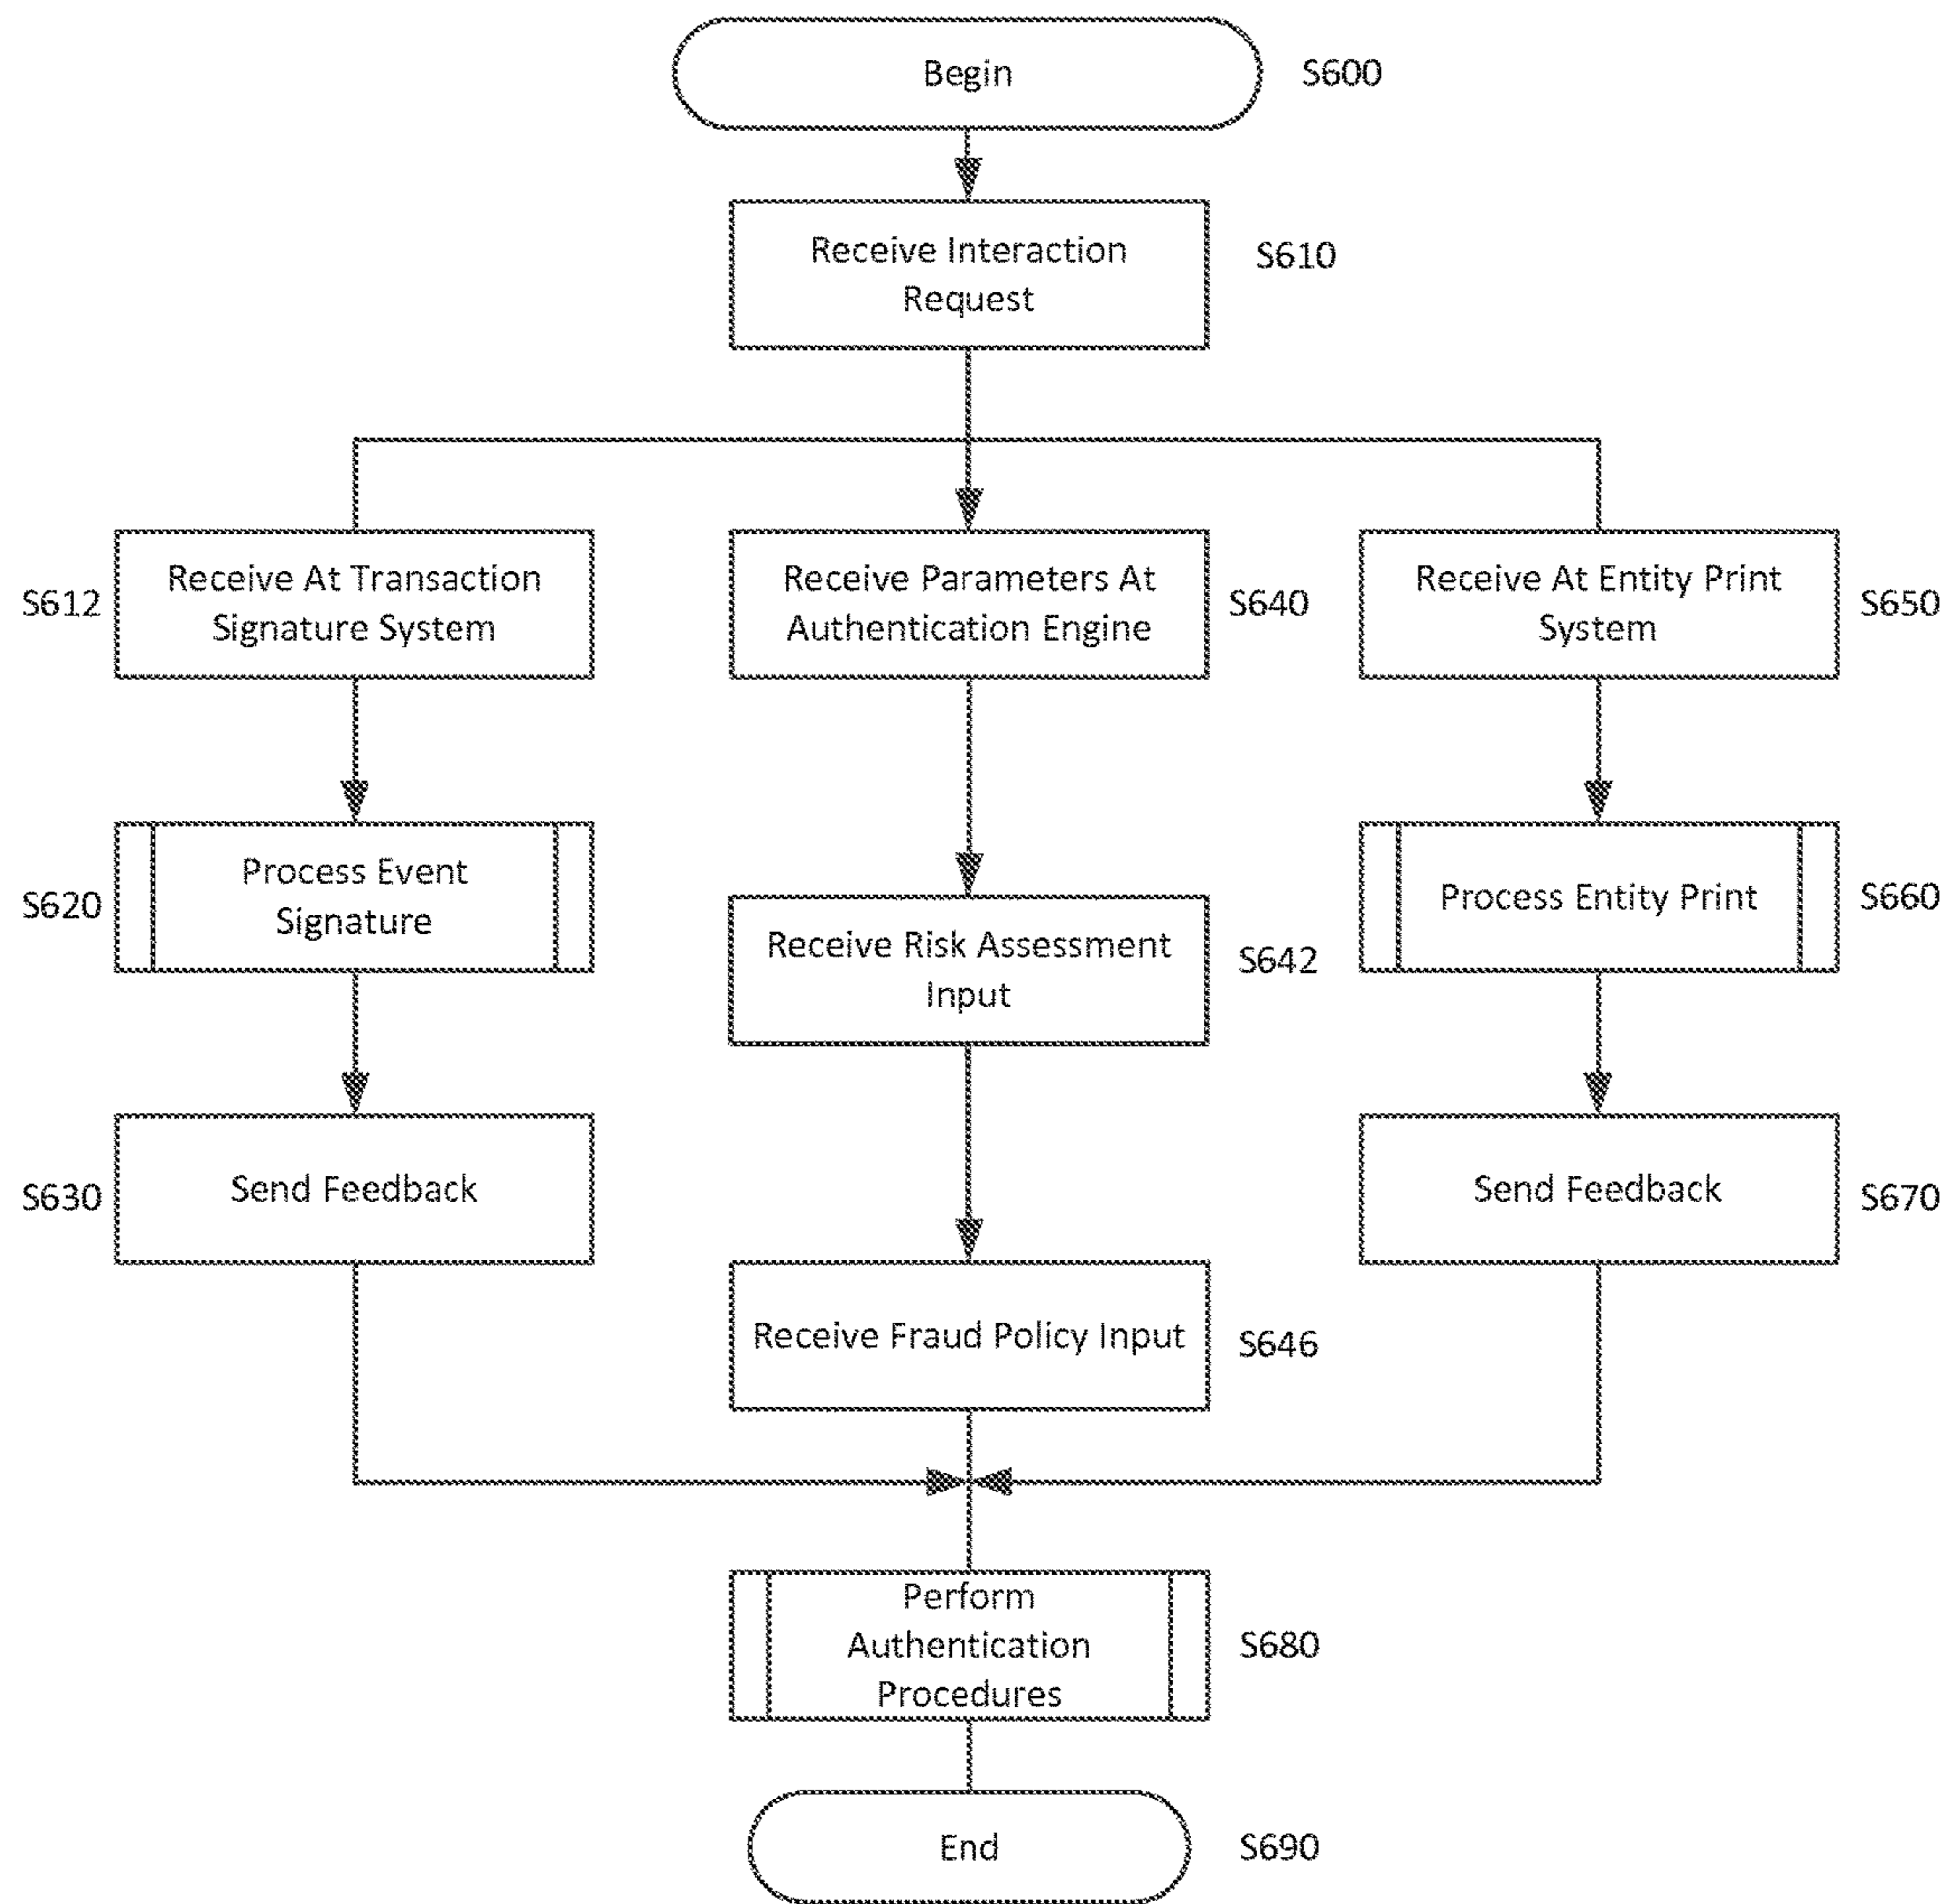 Begin
S600
Receive Interaction
Request
S610
S612
Receive At Transaction
Signature System
Receive Parameters At
Authentication Engine
S640
Receive At Entity Print
System
S650
S620
Process Event
Signature
Receive Risk Assessment
Input
S642
Process Entity Print
S660
S630
Send Feedback
Receive Fraud Policy Input
S646
Send Feedback
S670
Perform
Authentication
Procedures
S680
End
S690